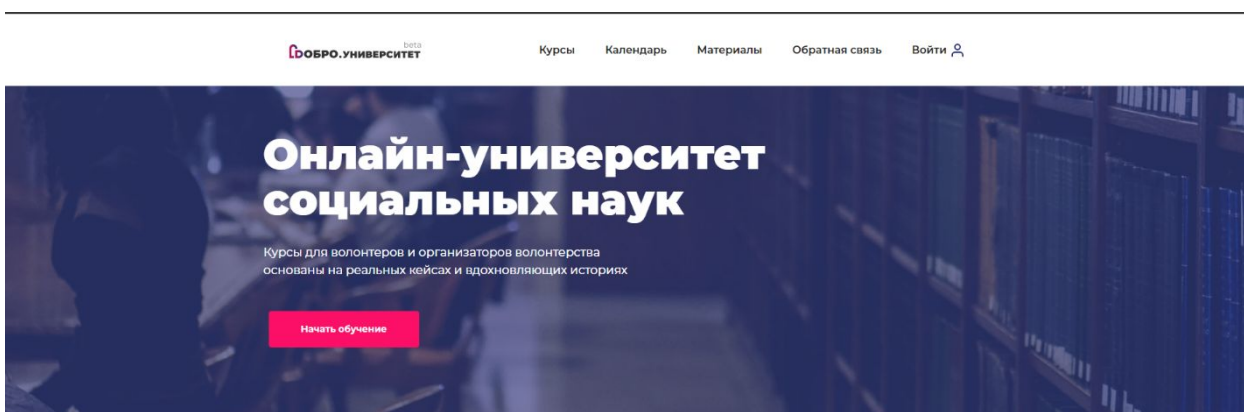 beta
ДОБРО.УНИВЕРСИТЕТ
Курсы Календарь Материалы Обратная связь Войти
Онлайн-университет
социальных наук
Курсы для волонтеров и организаторов волонтерства
основаны на реальных кейсах и вдохновляющих историях
Начать обучение